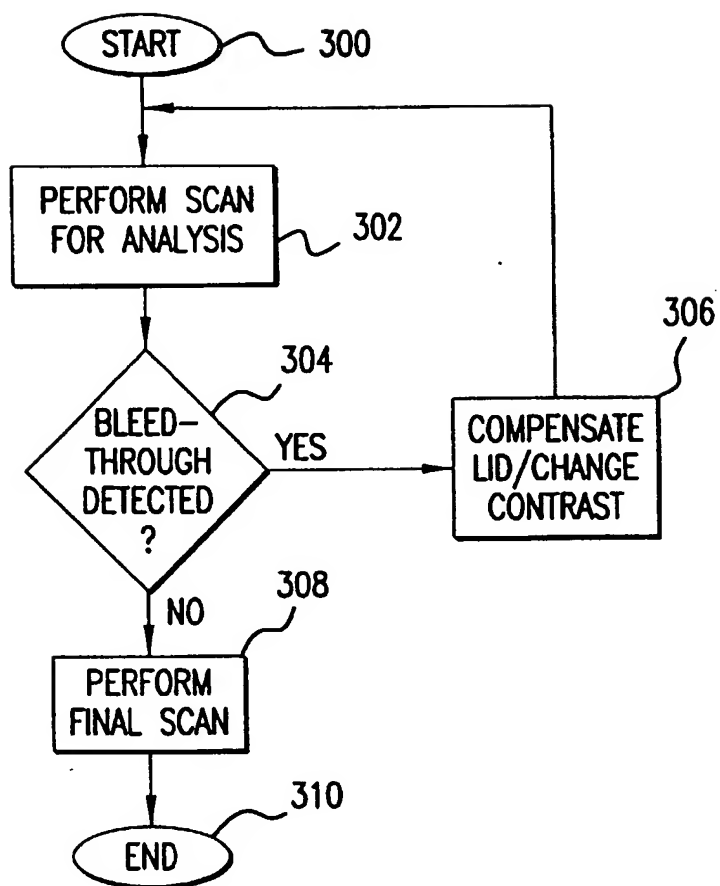 START
300
PERFORM SCAN
FOR ANALYSIS
302
304
BLEED-
THROUGH
DETECTED
?
YES
306
COMPENSATE
LID/CHANGE
CONTRAST
NO
308
PERFORM
FINAL SCAN
310
END